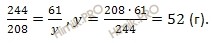 244/208 = 61/y, y = 208 · 61/244 = 52 (г).